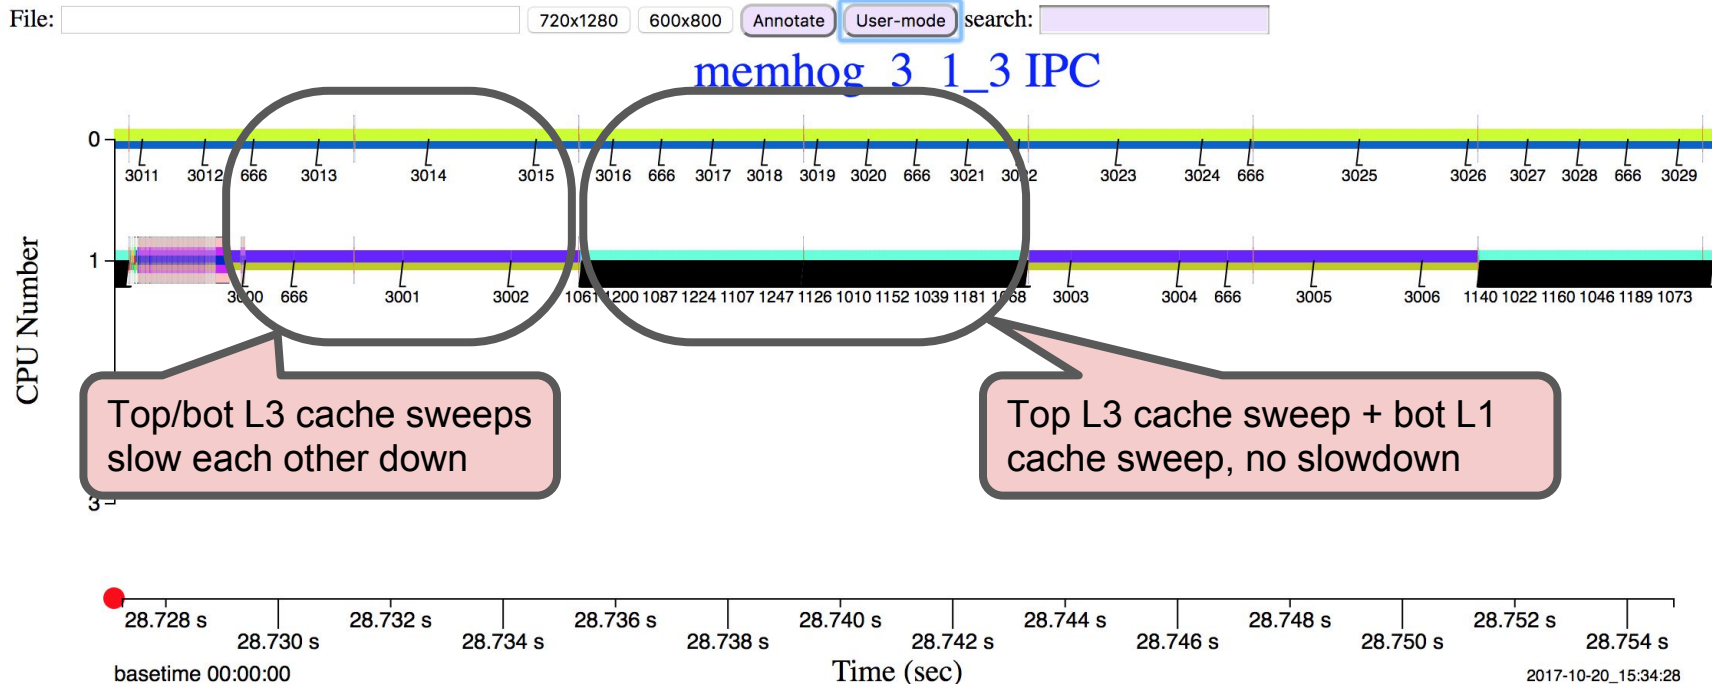 File: 720x1280 600x800 Annotate User-mode search:
memhog_3_1_3 IPC
0
3011 3012 666 3013 3014 3015 3016 666 3017 3018 3019 3020 666 3021 3022 3023 3024 666 3025 3026 3027 3028 666 3029
CPU Number
1
3000 666 3001 3002 1061 1200 1087 1224 1107 1247 1126 1010 1152 1039 1181 1068 3003 3004 666 3005 3006 1140 1022 1160 1046 1189 1073
Top/bot L3 cache sweeps
slow each other down
Top L3 cache sweep + bot L1
cache sweep, no slowdown
3
28.728 s 28.732 s 28.736 s 28.740 s 28.744 s 28.748 s 28.752 s
28.730 s 28.734 s 28.738 s 28.742 s 28.746 s 28.750 s 28.754 s
basetime 00:00:00
Time (sec)
2017-10-20_15:34:28